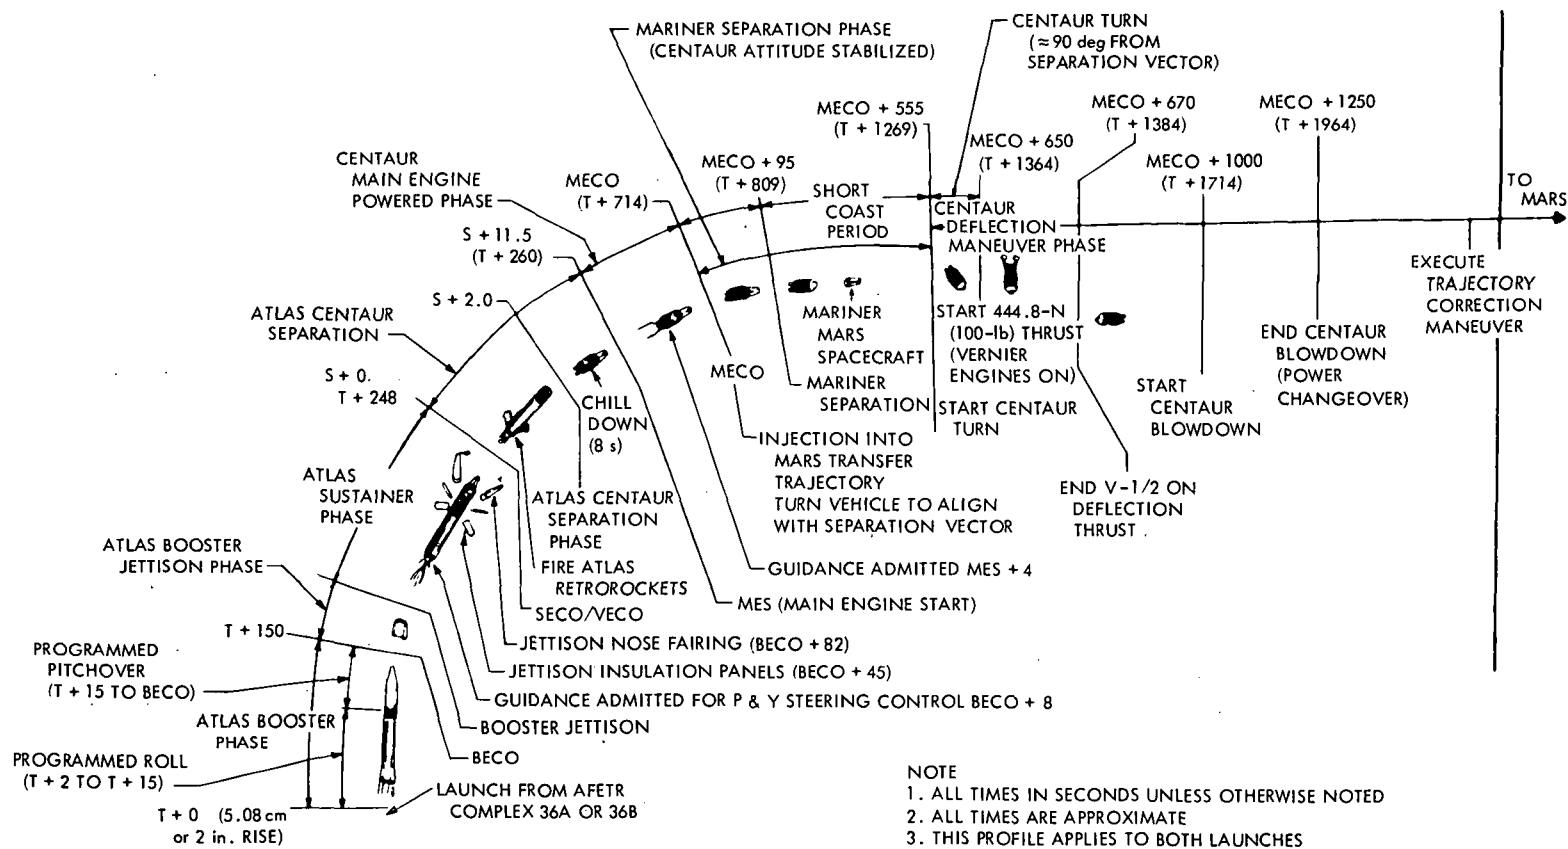 MARINER SEPARATION PHASE
(CENTAUR ATTITUDE STABILIZED)
CENTAUR TURN
(≈90 deg FROM
SEPARATION VECTOR)
MECO + 555
(T + 1269)
MECO + 650
(T + 1364)
MECO + 670
(T + 1384)
MECO + 1000
(T + 1714)
MECO + 1250
(T + 1964)
TO
MARS
CENTAUR
MAIN ENGINE
POWERED PHASE
MECO
(T + 714)
MECO + 95
(T + 809)
SHORT
COAST
PERIOD
CENTAUR
DEFLECTION
MANEUVER PHASE
S + 11.5
(T + 260)
S + 2.0
ATLAS CENTAUR
SEPARATION
S + 0.
T + 248
ATLAS
SUSTAINER
PHASE
ATLAS BOOSTER
JETTISON PHASE
T + 150
PROGRAMMED
PITCHOVER
(T + 15 TO BECO)
ATLAS BOOSTER
PHASE
PROGRAMMED ROLL
(T + 2 TO T + 15)
T + 0 (5.08 cm
or 2 in. RISE)
LAUNCH FROM AFETR
COMPLEX 36A OR 36B
BECO
BOOSTER JETTISON
GUIDANCE ADMITTED FOR P & Y STEERING CONTROL BECO + 8
JETTISON INSULATION PANELS (BECO + 45)
JETTISON NOSE FAIRING (BECO + 82)
SECO/VECO
FIRE ATLAS
RETROROCKETS
ATLAS CENTAUR
SEPARATION
PHASE
CHILL
DOWN
(8 s)
MES (MAIN ENGINE START)
GUIDANCE ADMITTED MES + 4
MECO
INJECTION INTO
MARS TRANSFER
TRAJECTORY
TURN VEHICLE TO ALIGN
WITH SEPARATION VECTOR
MARINER
MARS
SPACECRAFT
MARINER
SEPARATION
START 444.8-N
(100-lb) THRUST
(VERNIER
ENGINES ON)
START CENTAUR
TURN
END V-1/2 ON
DEFLECTION
THRUST.
START
CENTAUR
BLOWDOWN
END CENTAUR
BLOWDOWN
(POWER
CHANGEOVER)
EXECUTE
TRAJECTORY
CORRECTION
MANEUVER
NOTE
1. ALL TIMES IN SECONDS UNLESS OTHERWISE NOTED
2. ALL TIMES ARE APPROXIMATE
3. THIS PROFILE APPLIES TO BOTH LAUNCHES